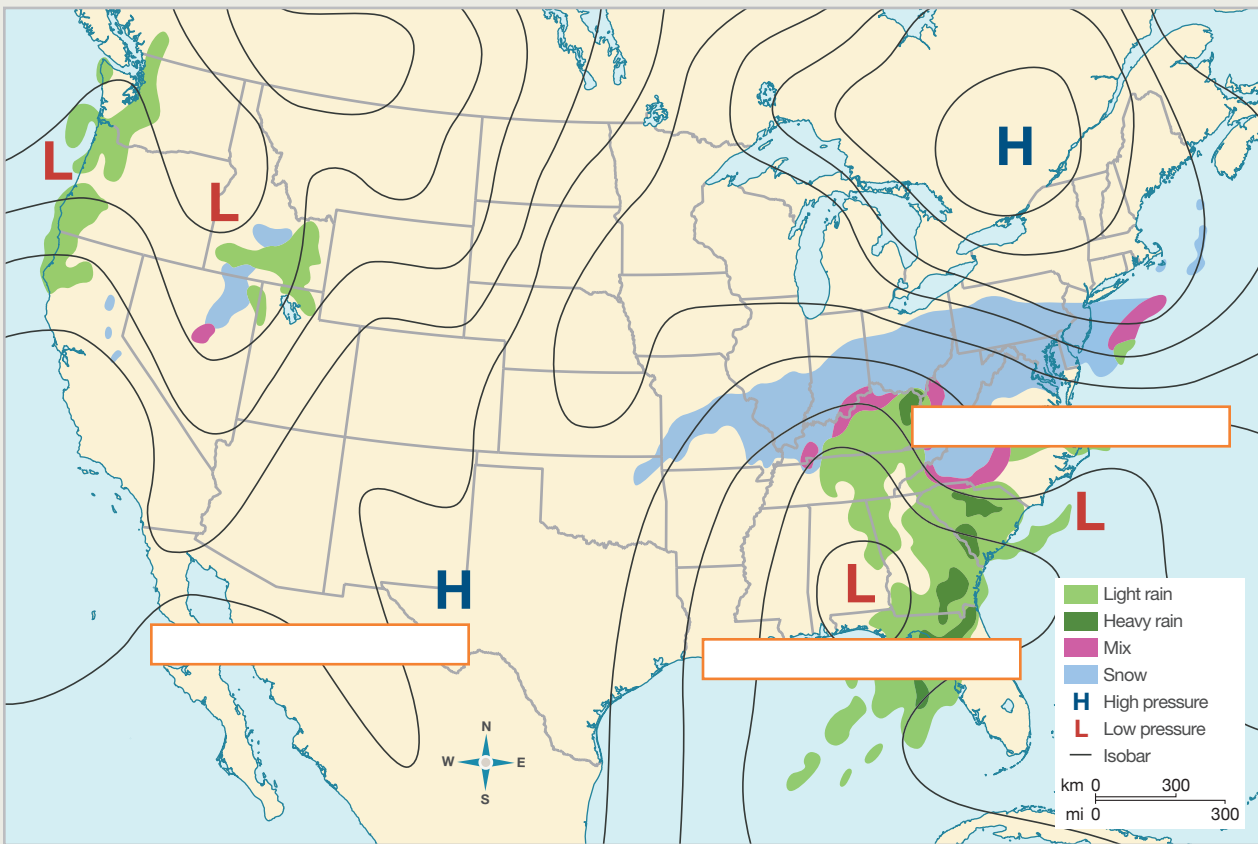 H
L
L
L
H
L
Light rain
Heavy rain
Mix
Snow
H High pressure
L Low pressure
Isobar
N
W E
S
km 0 300
mi 0 300